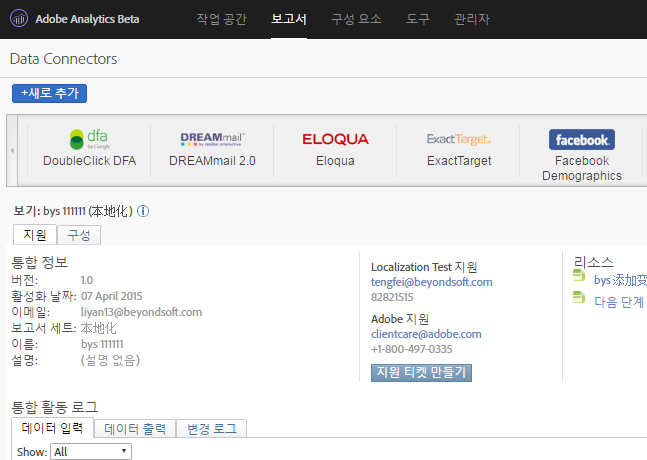 Adobe Analytics Beta 작업 공간 보고서 구성 요소 도구 관리자
Data Connectors
+새로 추가
dfa by Google
DREAMmail by mindlab interactive
ELOQUA
ExactTarget.
facebook
DoubleClick DFA
DREAMmail 2.0
Eloqua
ExactTarget
Facebook
Demographics
보기: bys 111111 (本地化)
지원 구성
통합 정보
버전: 1.0
활성화 날짜: 07 April 2015
이메일: liyan13@beyondsoft.com
보고서 세트: 本地化
이름: bys 111111
설명: (설명 없음)
Localization Test 지원
tengfei@beyondsoft.com
82821515
Adobe 지원
clientcare@adobe.com
+1-800-497-0335
지원 티켓 만들기
리소스
bys 添加变
다음 단계
통합 활동 로그
데이터 입력 데이터 출력 변경 로그
Show: All